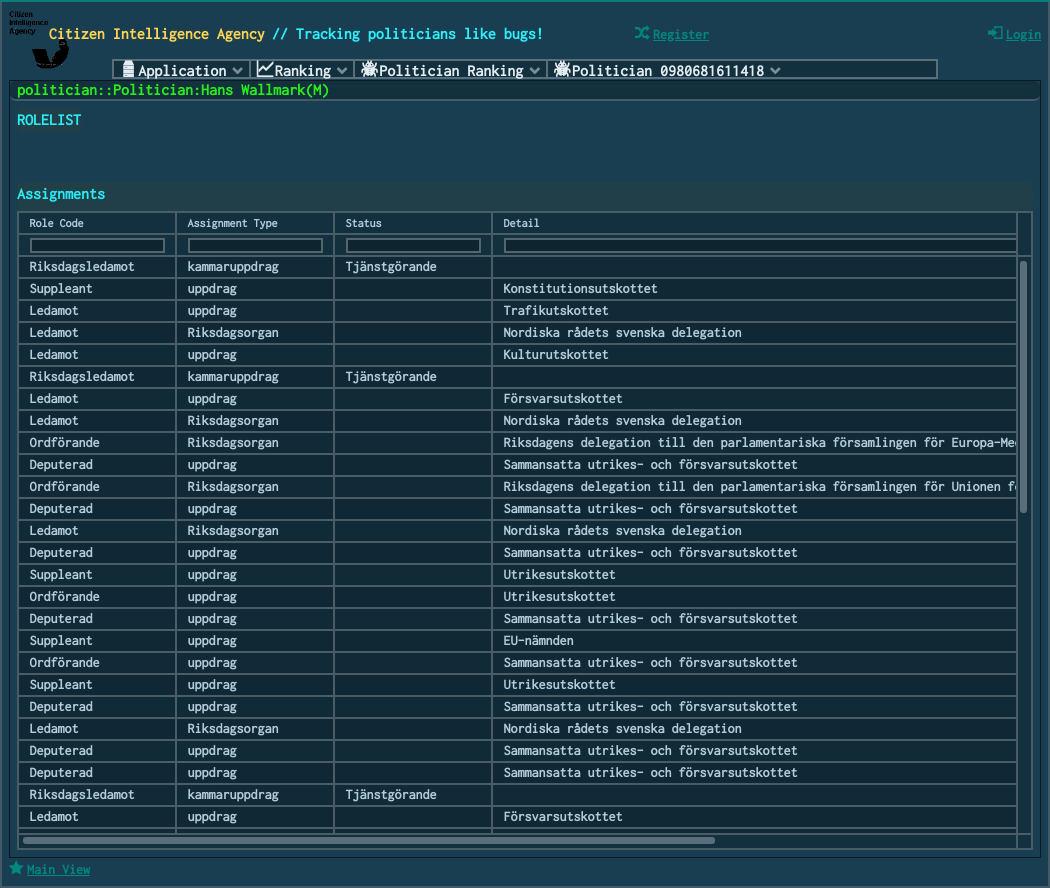 Citizen
Intelligence
Agency
Citizen Intelligence Agency // Tracking politicians like bugs!
Register
Login
Application Ranking Politician Ranking Politician 0980681611418
politician::Politician:Hans Wallmark(M)
ROLELIST
Assignments
Role Code Assignment Type Status Detail
Riksdagsledamot kammaruppdrag Tjänstgörande
Suppleant uppdrag Konstitutionsutskottet
Ledamot uppdrag Trafikutskottet
Ledamot Riksdagsorgan Nordiska rådets svenska delegation
Ledamot uppdrag Kulturutskottet
Riksdagsledamot kammaruppdrag Tjänstgörande
Ledamot uppdrag Försvarsutskottet
Ledamot Riksdagsorgan Nordiska rådets svenska delegation
Ordförande Riksdagsorgan Riksdagens delegation till den parlamentariska församlingen för Europa-Me
Deputerad uppdrag Sammansatta utrikes- och försvarsutskottet
Ordförande Riksdagsorgan Riksdagens delegation till den parlamentariska församlingen för Unionen f
Deputerad uppdrag Sammansatta utrikes- och försvarsutskottet
Ledamot Riksdagsorgan Nordiska rådets svenska delegation
Deputerad uppdrag Sammansatta utrikes- och försvarsutskottet
Suppleant uppdrag Utrikesutskottet
Ordförande uppdrag Utrikesutskottet
Deputerad uppdrag Sammansatta utrikes- och försvarsutskottet
Suppleant uppdrag EU-nämnden
Ordförande uppdrag Sammansatta utrikes- och försvarsutskottet
Suppleant uppdrag Utrikesutskottet
Deputerad uppdrag Sammansatta utrikes- och försvarsutskottet
Ledamot Riksdagsorgan Nordiska rådets svenska delegation
Deputerad uppdrag Sammansatta utrikes- och försvarsutskottet
Deputerad uppdrag Sammansatta utrikes- och försvarsutskottet
Riksdagsledamot kammaruppdrag Tjänstgörande
Ledamot uppdrag Försvarsutskottet
Main View